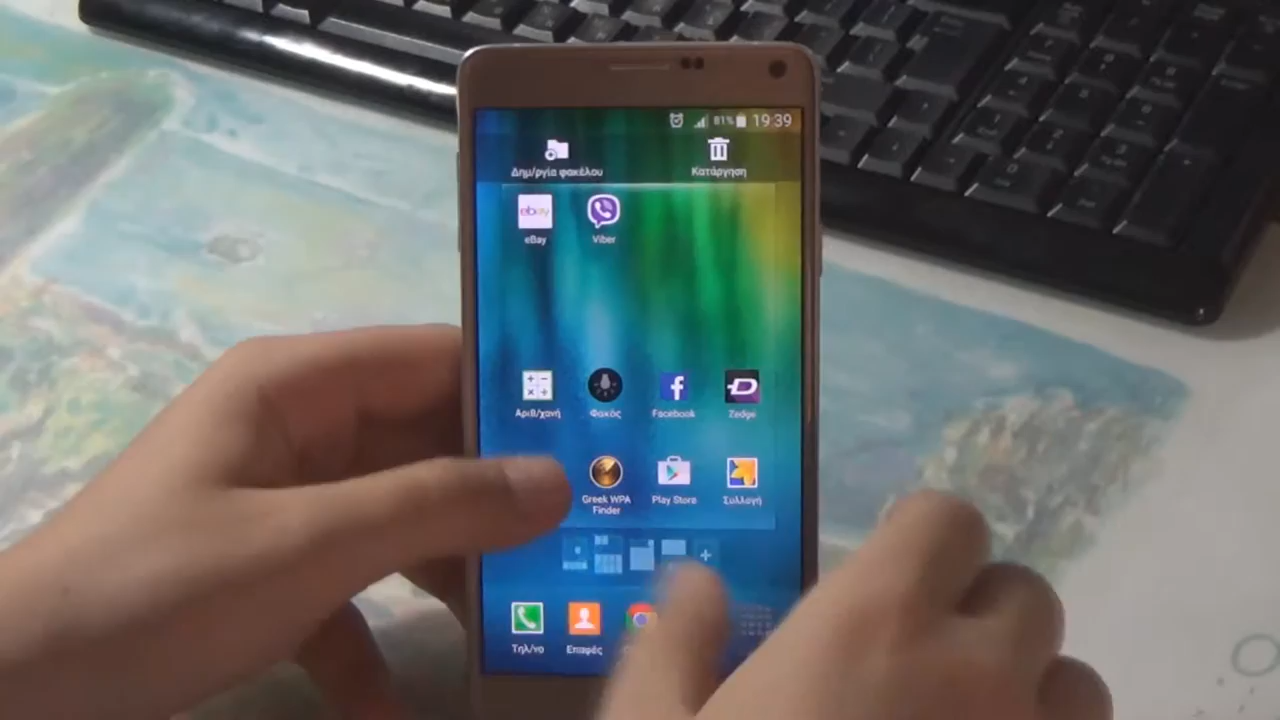 81% 19:39
Δημ/ργία φακέλου Κατάργηση
ebay
eBay Viber
Αριθ/χανή Φακός Facebook Zedge
Greek WPA Play Store Συλλογή
Finder
Τηλ/νο Επαφές